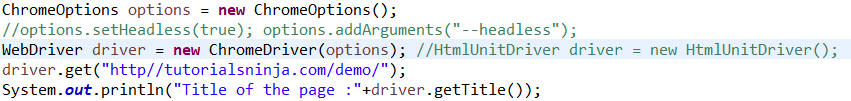 ChromeOptions options = new ChromeOptions();
//options.setHeadless(true); options.addArguments("--headless");
WebDriver driver = new ChromeDriver(options); //HtmlUnitDriver driver = new HtmlUnitDriver();
driver.get("http//tutorialsninja.com/demo/");
System.out.println("Title of the page :"+driver.getTitle());